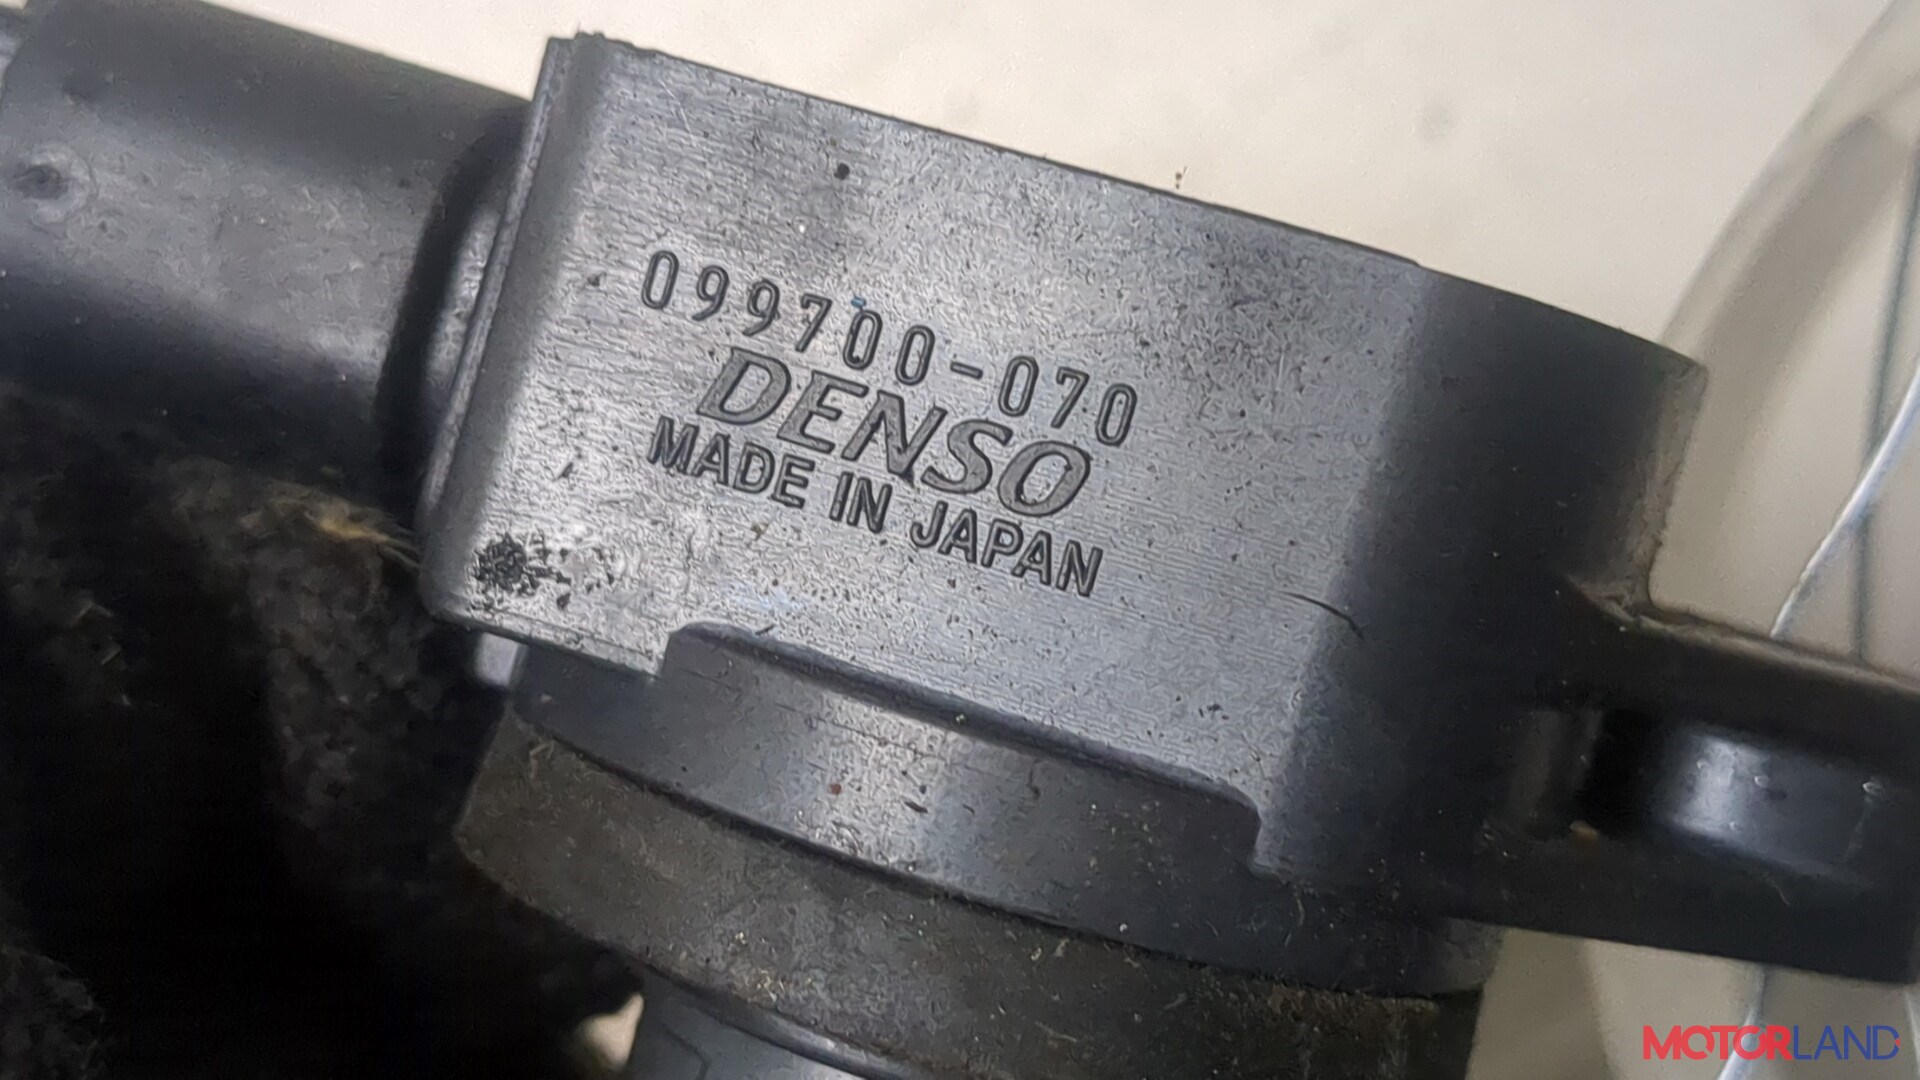 099700-070
DENSO
MADE IN JAPAN
MOTORLAND